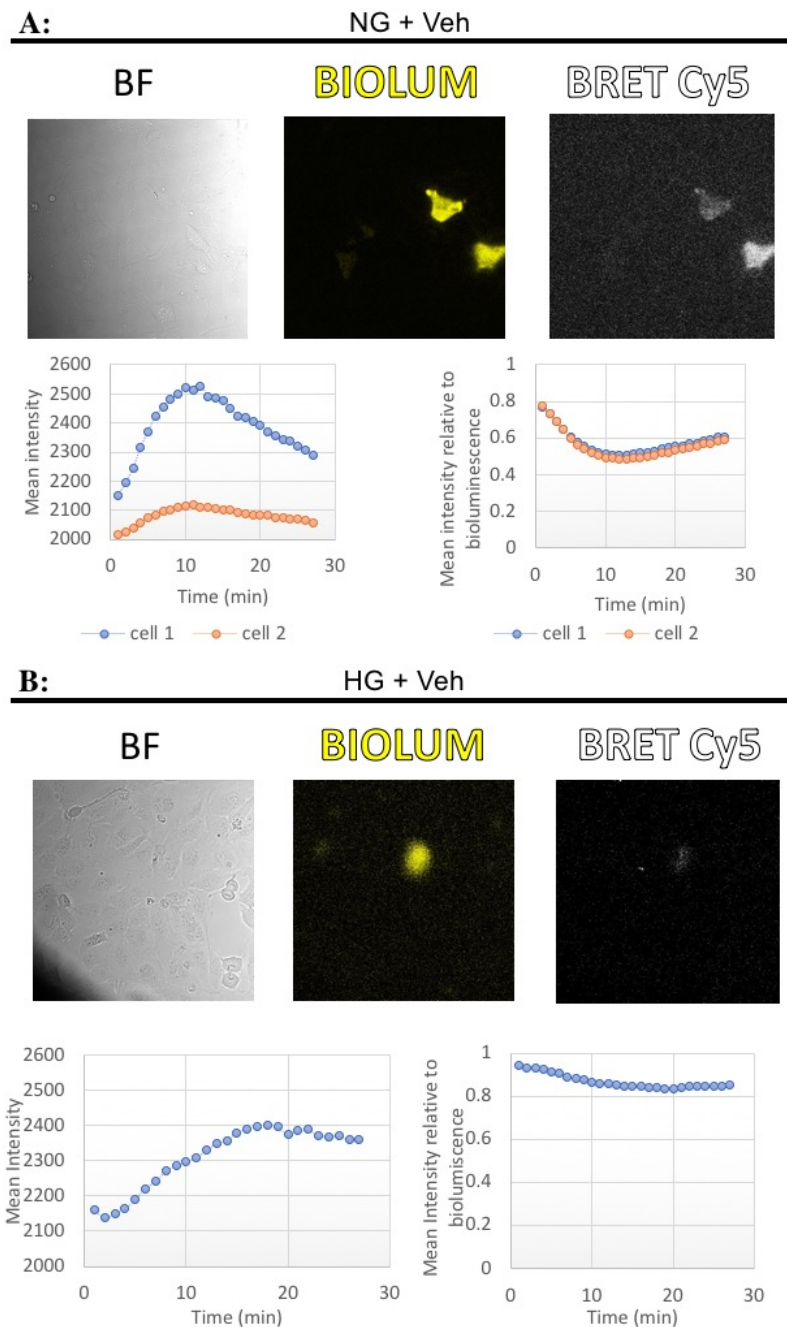 A:
NG + Veh
BF
BIOLUM
BRET Cy5
2600
2500
2400
2300
2200
2100
2000
Mean intensity
0
10
20
30
Time (min)
cell 1
cell 2
1
0.8
0.6
0.4
0.2
0
Mean intensity relative to
bioluminescence
0
10
20
30
Time (min)
cell 1
cell 2
B:
HG + Veh
BF
BIOLUM
BRET Cy5
2600
2500
2400
2300
2200
2100
2000
Mean Intensity
0
10
20
30
Time (min)
1
0.8
0.6
0.4
0.2
0
Mean Intensity relative to
biolumiscence
0
10
20
30
Time (min)